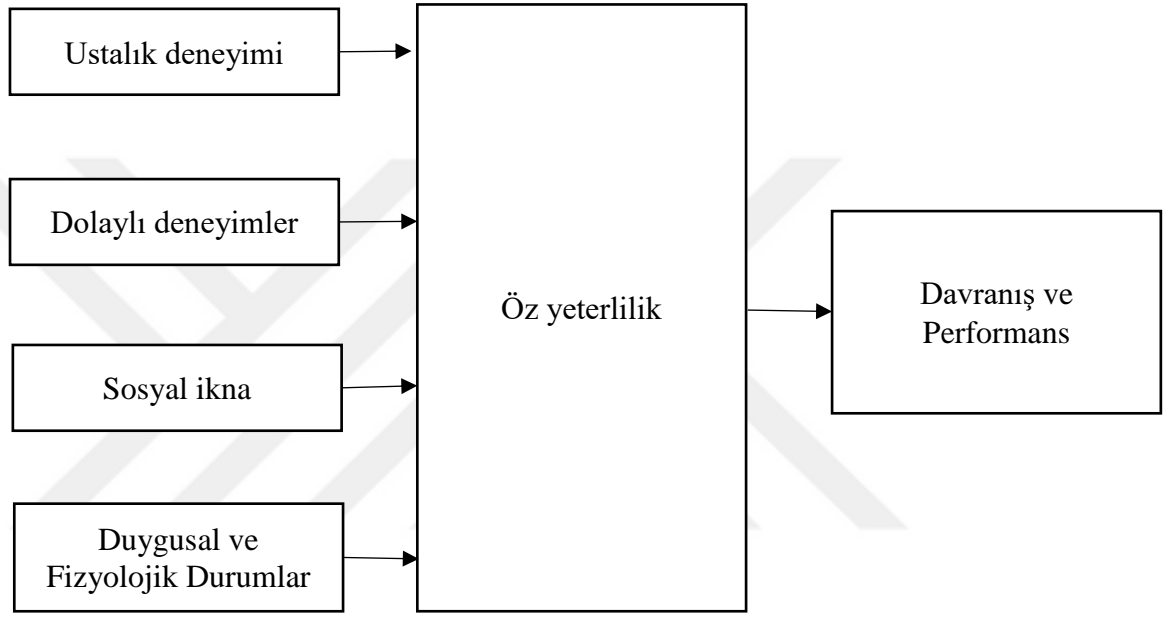 Ustalık deneyimi
Dolaylı deneyimler
Sosyal ikna
Duygusal ve
Fizyolojik Durumlar
Öz yeterlilik
Davranış ve
Performans